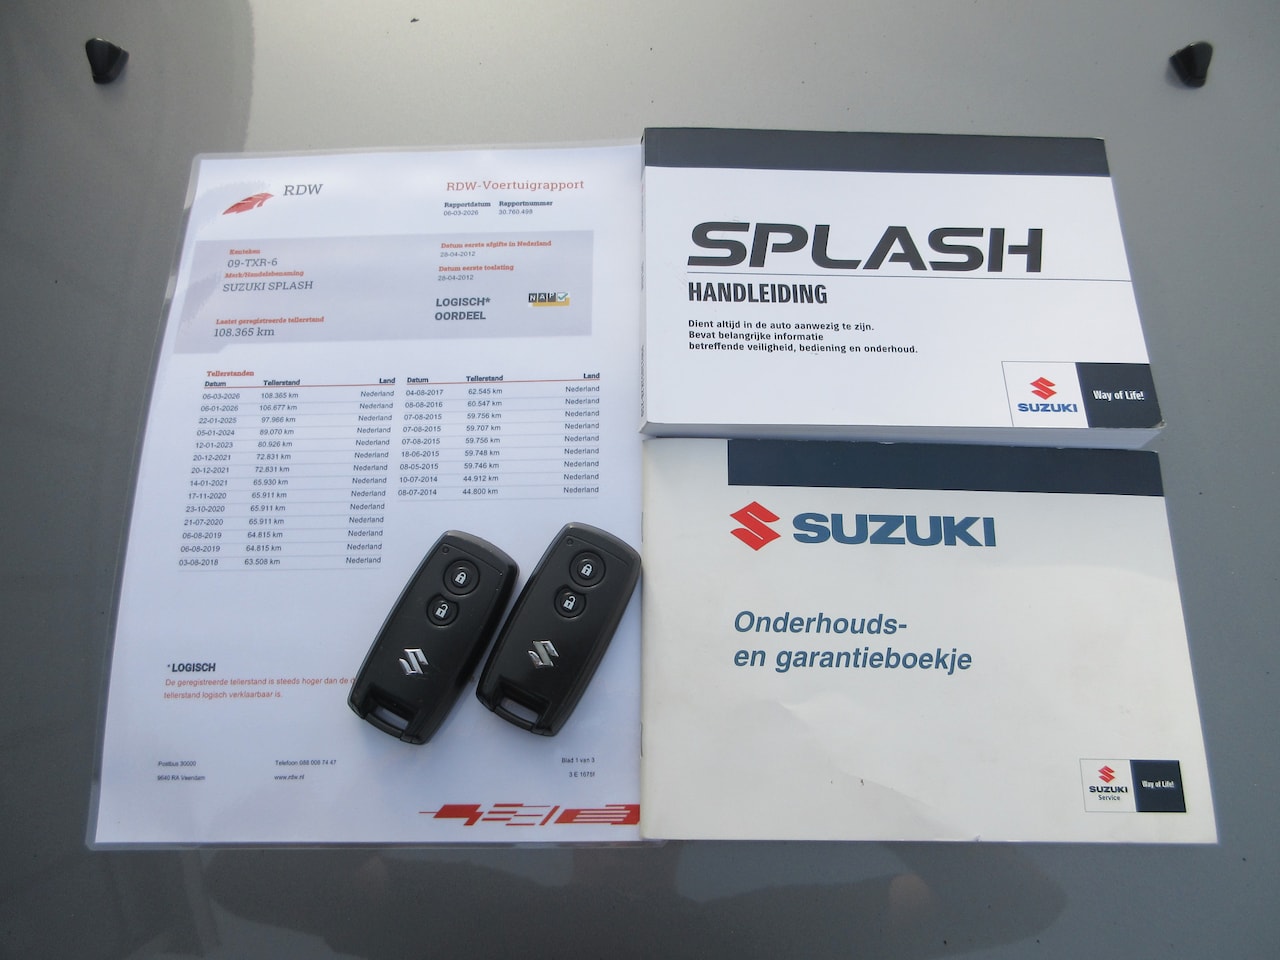 RDW
RDW-Voertuigrapport
Rapportdatum Rapportnummer
06-03-2026 30.760.498
Kenteken
09-TXR-6
Merk/Handelsbenaming
SUZUKI SPLASH
Laatst geregistreerde tellerstand
108.365 km
Datum eerste afgifte in Nederland
28-04-2012
Datum eerste toelating
28-04-2012
LOGISCH*
OORDEEL
NAP
Tellerstanden
Datum Tellerstand Land
06-03-2026 108.365 km Nederland
06-01-2026 106.677 km Nederland
22-01-2025 97.966 km Nederland
05-01-2024 89.070 km Nederland
12-01-2023 80.926 km Nederland
20-12-2021 72.831 km Nederland
20-12-2021 72.831 km Nederland
14-01-2021 65.930 km Nederland
17-11-2020 65.911 km Nederland
23-10-2020 65.911 km Nederland
21-07-2020 65.911 km Nederland
06-08-2019 64.815 km Nederland
06-08-2019 64.815 km Nederland
03-08-2018 63.508 km Nederland
Datum Tellerstand Land
04-08-2017 62.545 km Nederland
08-08-2016 60.547 km Nederland
07-08-2015 59.756 km Nederland
07-08-2015 59.707 km Nederland
07-08-2015 59.756 km Nederland
18-06-2015 59.748 km Nederland
08-05-2015 59.746 km Nederland
10-07-2014 44.912 km Nederland
08-07-2014 44.800 km Nederland
*LOGISCH
De geregistreerde tellerstand is steeds hoger dan de
tellerstand logisch verklaarbaar is.
Postbus 30000
9640 RA Veendam
Telefoon 088 008 74 47
www.rdw.nl
Blad 1 van 3
3 E 1675f
SPLASH
HANDLEIDING
Dient altijd in de auto aanwezig te zijn.
Bevat belangrijke informatie
betreffende veiligheid, bediening en onderhoud.
SUZUKI
Way of Life!
SUZUKI
Onderhouds-
en garantieboekje
SUZUKI
Service
Way of Life!